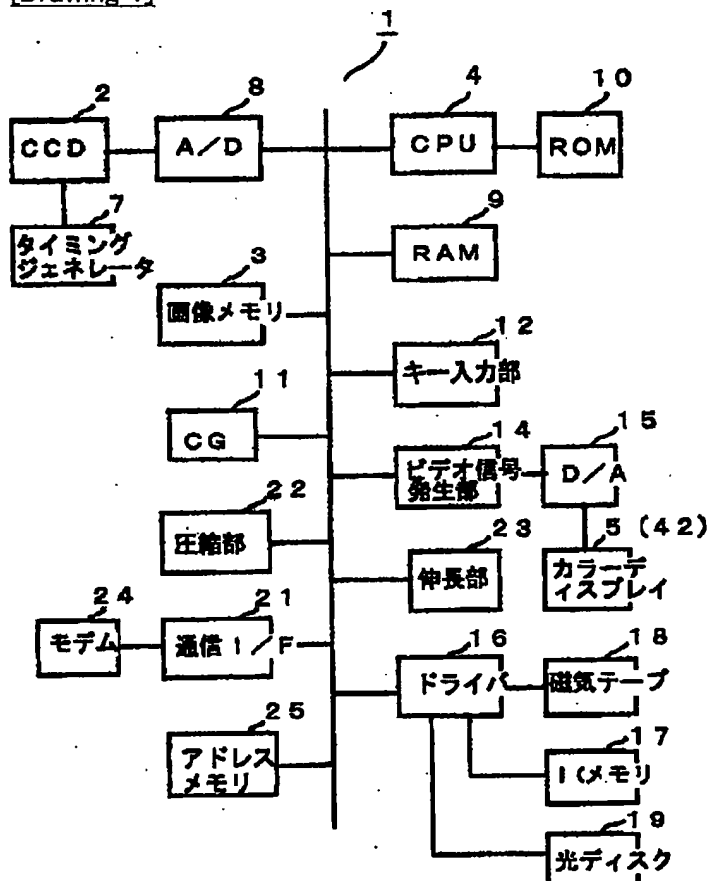 [Drawing 1]
1
2
8
4
10
CCD
A/D
CPU
ROM
7
9
タイミング
ジェネレータ
RAM
3
画像メモリ
12
キー入力部
11
CG
14
15
ビデオ信号
発生部
D/A
22
圧縮部
23
5 (42)
伸長部
カラーデ
ィスプレイ
24
21
モデム
通信I/F
16
18
ドライバ
磁気テープ
25
アドレス
メモリ
17
ICメモリ
19
光ディスク